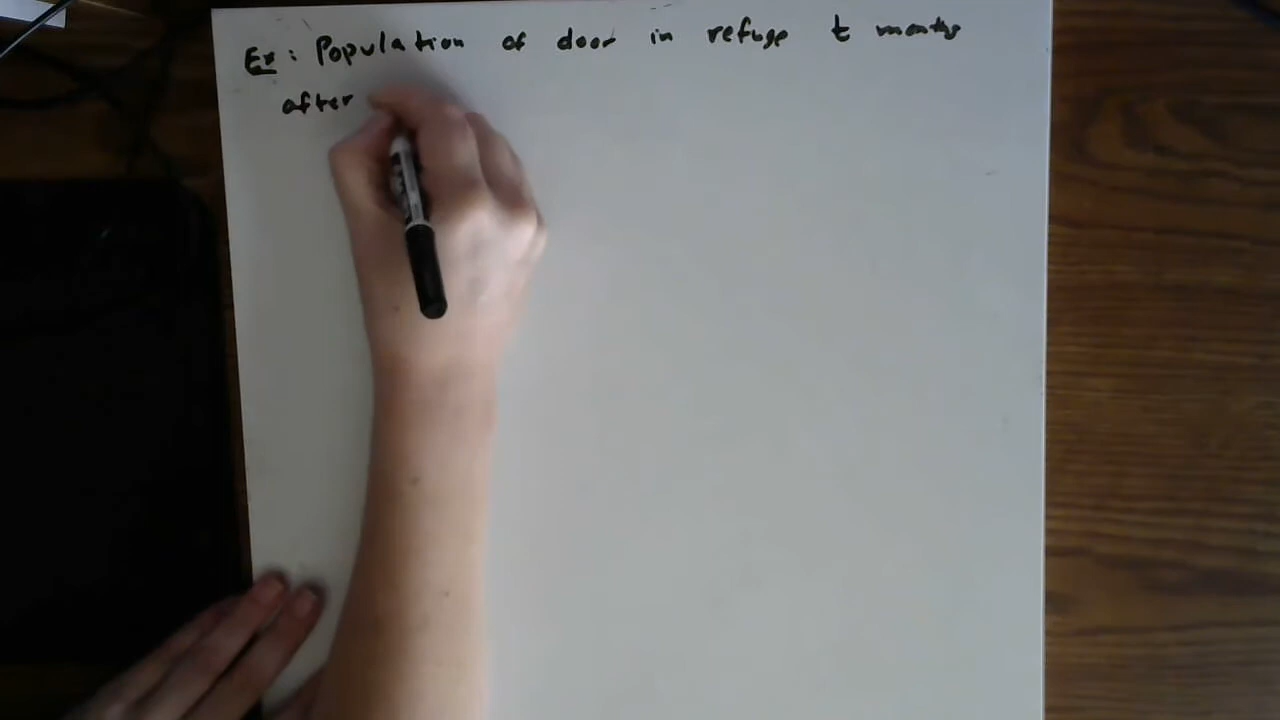 Ex: Population of deer in refuge t months
after